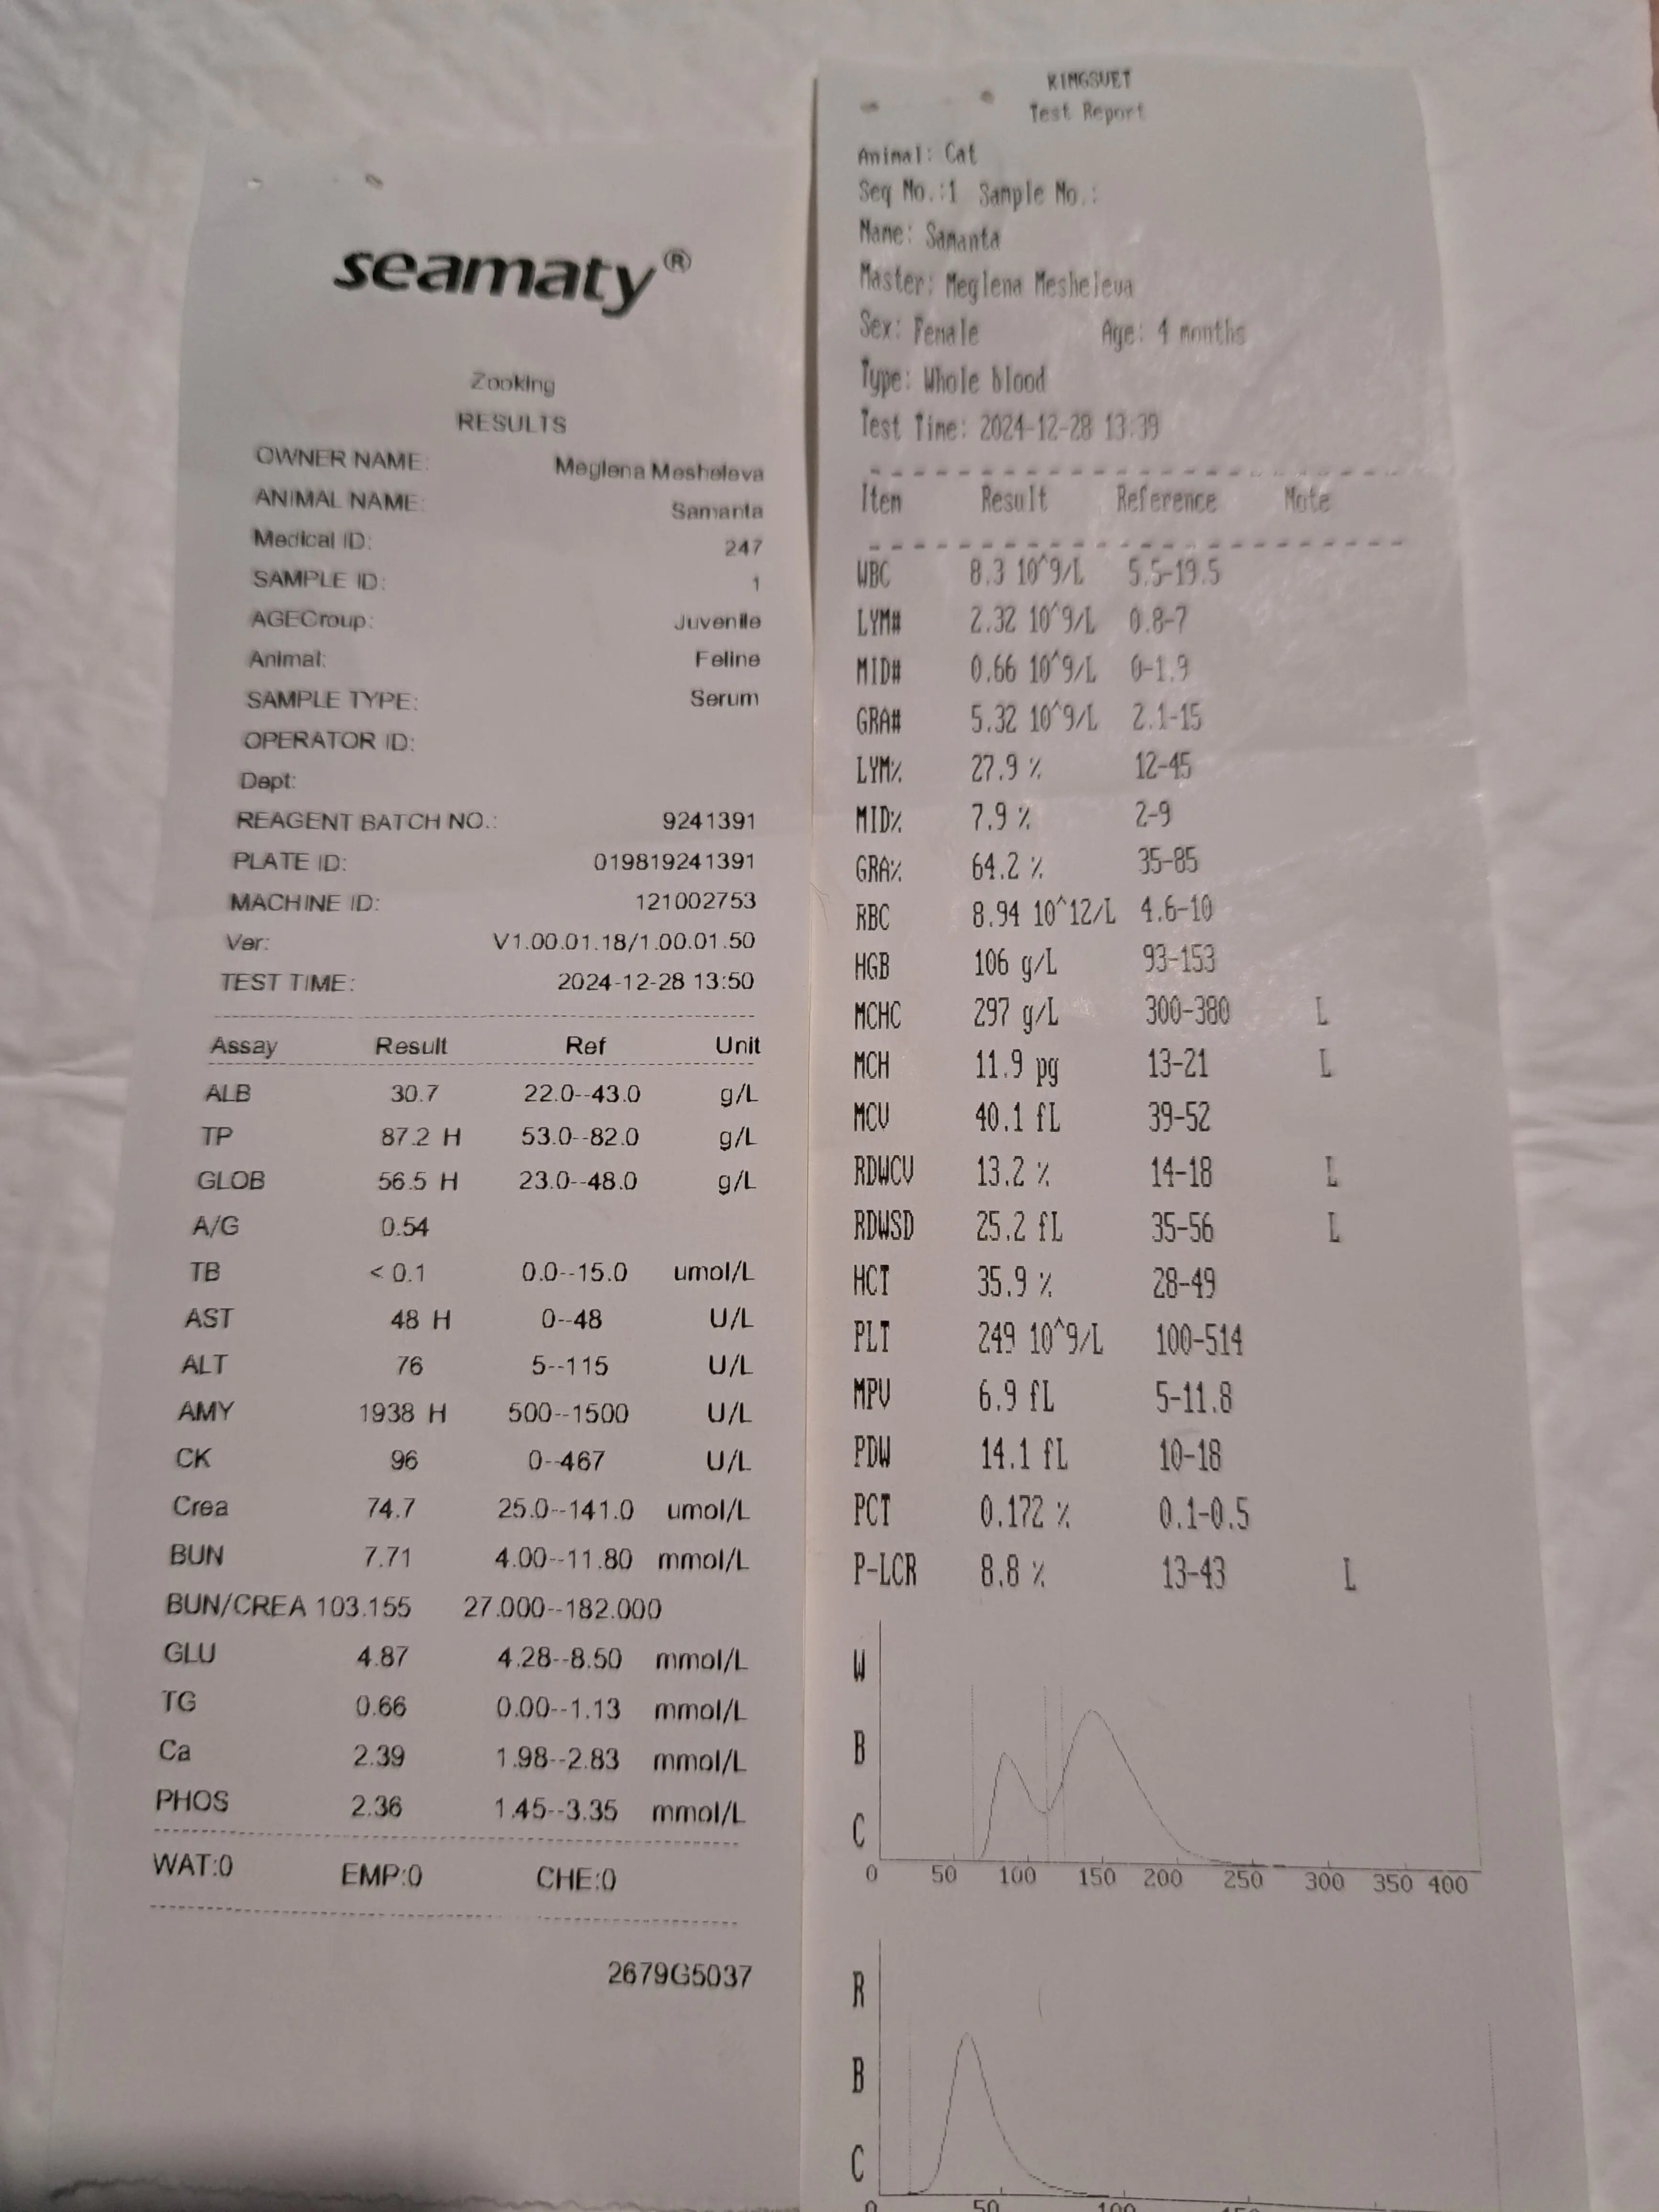 seamaty®
Zooking
RESULTS
OWNER NAME: Meglena Mesheleva
ANIMAL NAME: Samanta
Medical ID: 247
SAMPLE ID: 1
AGEGroup: Juvenile
Animal: Feline
SAMPLE TYPE: Serum
OPERATOR ID:
Dept:
REAGENT BATCH NO.: 9241391
PLATE ID: 019819241391
MACHINE ID: 121002753
Ver: V1.00.01.18/1.00.01.50
TEST TIME: 2024-12-28 13:50
Assay Result Ref Unit
ALB 30.7 22.0--43.0 g/L
TP 87.2 H 53.0--82.0 g/L
GLOB 56.5 H 23.0--48.0 g/L
A/G 0.54
TB <0.1 0.0--15.0 umol/L
AST 48 H 0--48 U/L
ALT 76 5--115 U/L
AMY 1938 H 500--1500 U/L
CK 96 0--467 U/L
Crea 74.7 25.0--141.0 umol/L
BUN 7.71 4.00--11.80 mmol/L
BUN/CREA 103.155 27.000--182.000
GLU 4.87 4.28--8.50 mmol/L
TG 0.66 0.00--1.13 mmol/L
Ca 2.39 1.98--2.83 mmol/L
PHOS 2.36 1.45--3.35 mmol/L
WAT:0 EMP:0 CHE:0
2679G5037
KINGSVET
Test Report
Animal: Cat
Seq No.:1 Sample No.:
Name: Samanta
Master: Meglena Mesheleva
Sex: Female Age: 4 months
Type: Whole blood
Test Time: 2024-12-28 13:39
Item Result Reference Note
WBC 8.3 10^9/L 5.5-19.5
LYM# 2.32 10^9/L 0.8-7
MID# 0.66 10^9/L 0-1.9
GRA# 5.32 10^9/L 2.1-15
LYM% 27.9 % 12-45
MID% 7.9 % 2-9
GRA% 64.2 % 35-85
RBC 8.94 10^12/L 4.6-10
HGB 106 g/L 93-153
MCHC 297 g/L 300-380 L
MCH 11.9 pg 13-21 L
MCV 40.1 fL 39-52
RDWCV 13.2 % 14-18 L
RDWSD 25.2 fL 35-56 L
HCT 35.9 % 28-49
PLT 249 10^9/L 100-514
MPV 6.9 fL 5-11.8
PDW 14.1 fL 10-18
PCT 0.172 % 0.1-0.5
P-LCR 8.8 % 13-43 L
W
B
C
0 50 100 150 200 250 300 350 400
R
B
C
0 50 100 150